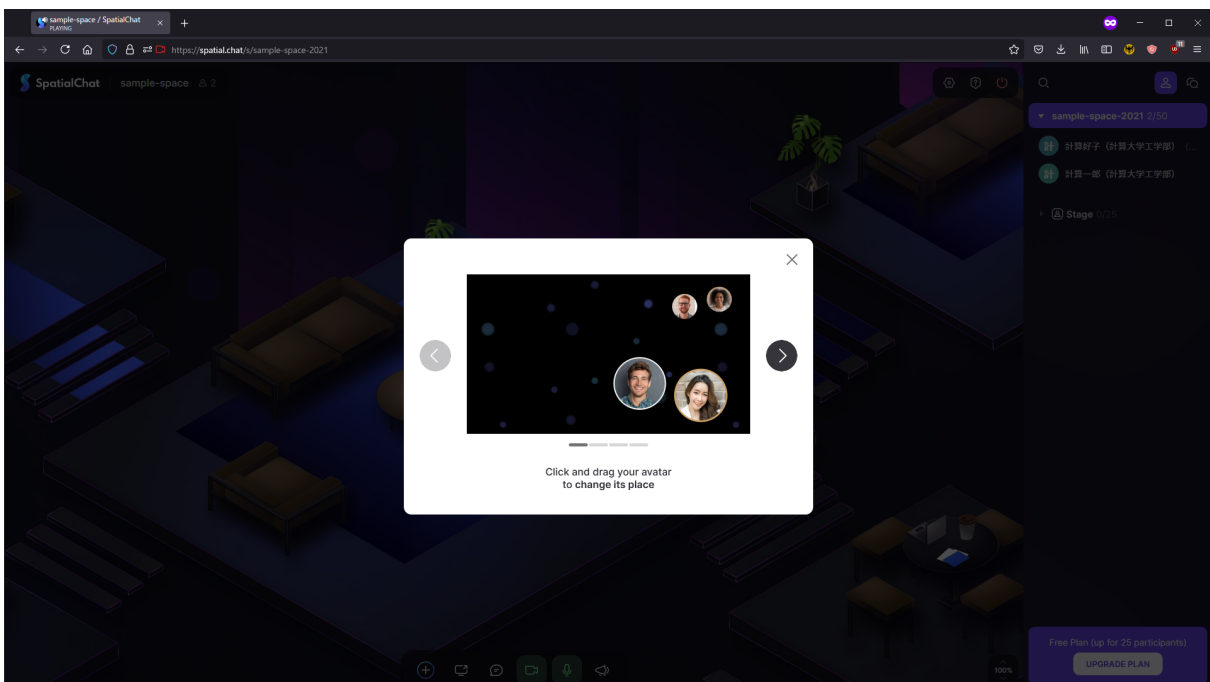 sample-space / SpatialChat
PLAYING
https://spatial.chat/s/sample-space-2021
11
SpatialChat
sample-space 2
sample-space-2021 2/50
計
計算好子（計算大学工学部） (...
計
計算一郎（計算大学工学部）
Stage 0/25
Click and drag your avatar
to change its place
100%
Free Plan (up for 25 participants)
UPGRADE PLAN